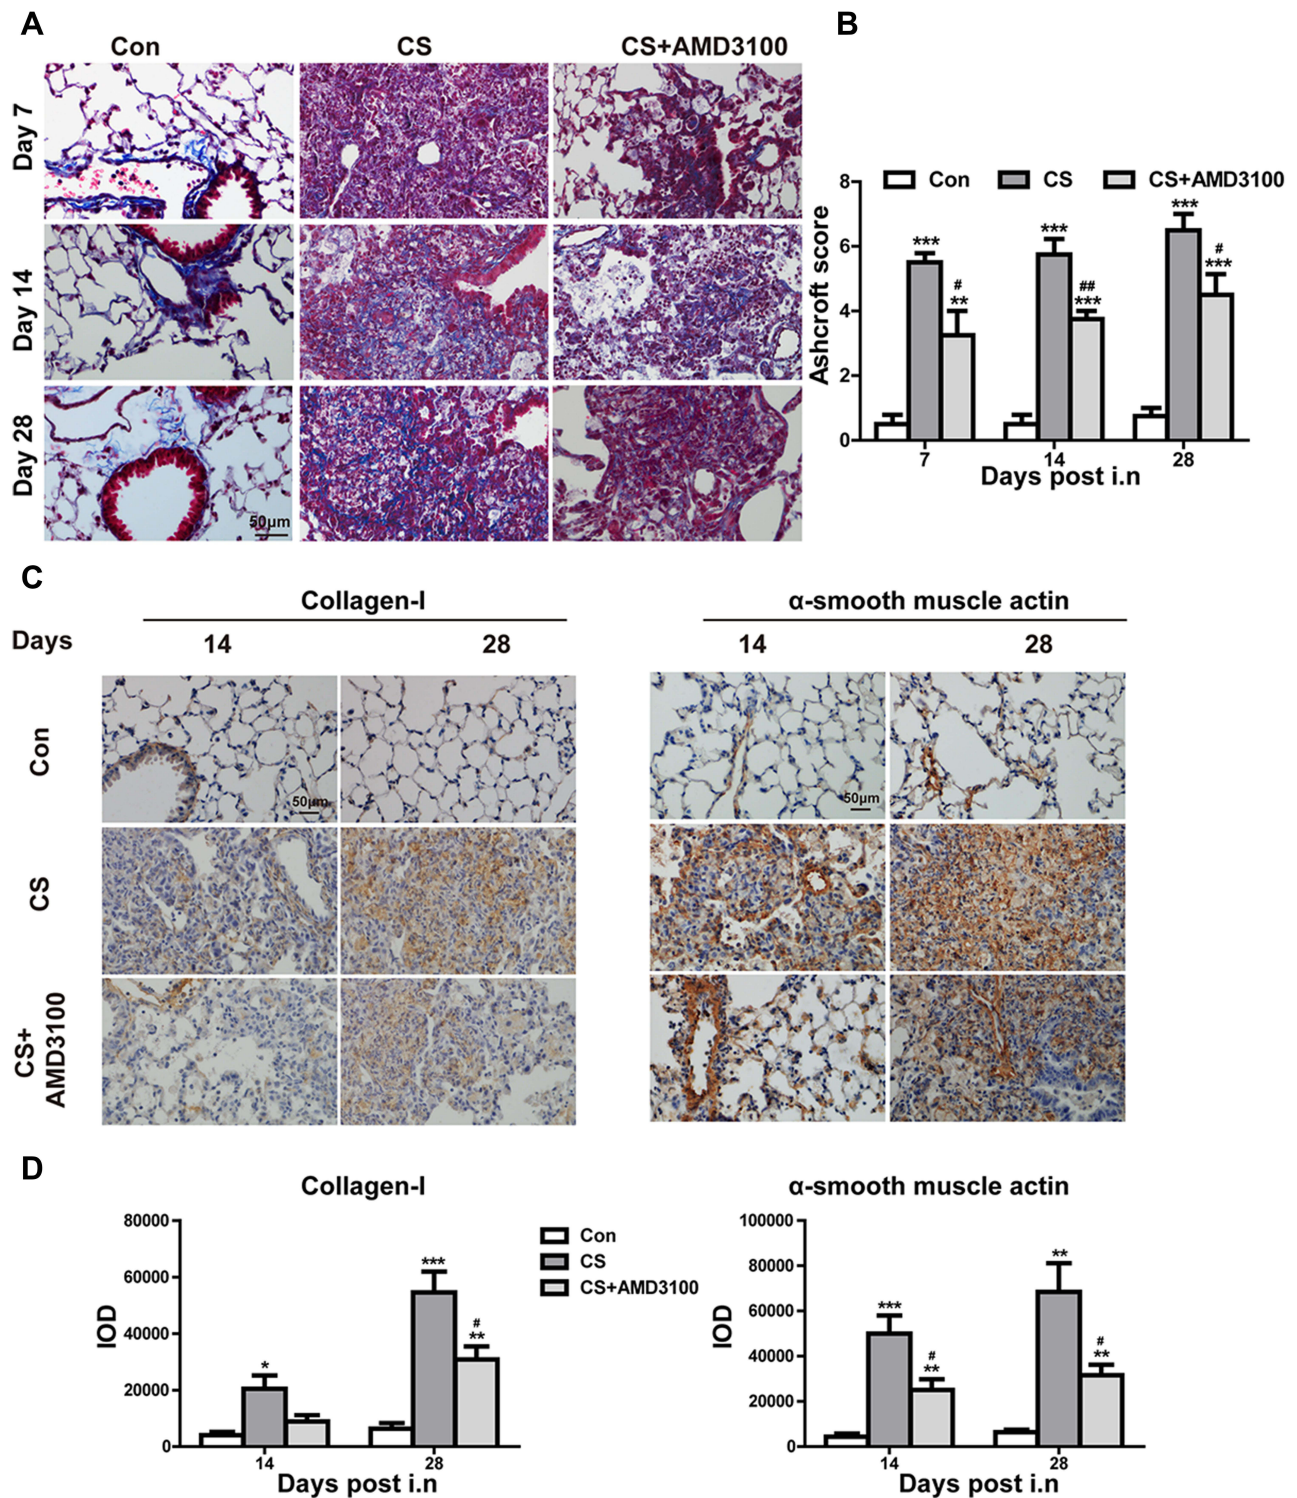 A
Con CS CS+AMD3100
Day 7
Day 14
Day 28
50μm
B
Con CS CS+AMD3100
Ashcroft score
8
6
4
2
0
*** # **
*** ## ***
*** # ***
7 14 28
Days post i.n
C
Collagen-I α-smooth muscle actin
Days 14 28 14 28
Con
50μm 50μm
CS
CS+
AMD3100
D
Collagen-I
IOD
80000
60000
40000
20000
0
*
***
#
**
14 28
Days post i.n
Con
CS
CS+AMD3100
α-smooth muscle actin
IOD
100000
80000
60000
40000
20000
0
***
#
**
**
#
**
14 28
Days post i.n